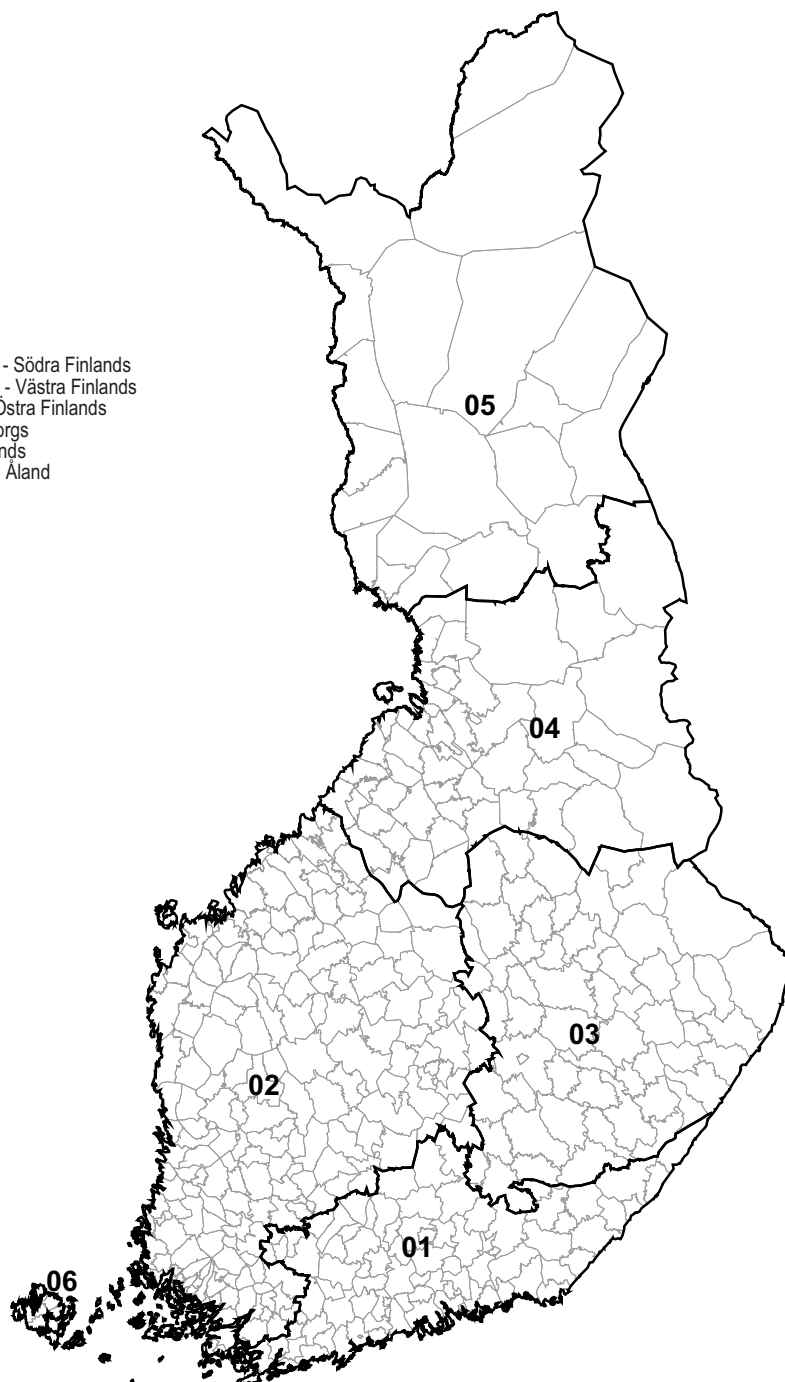 - Södra Finlands
- Västra Finlands
Östra Finlands
orgs
nds
Åland
05
04
03
02
01
06